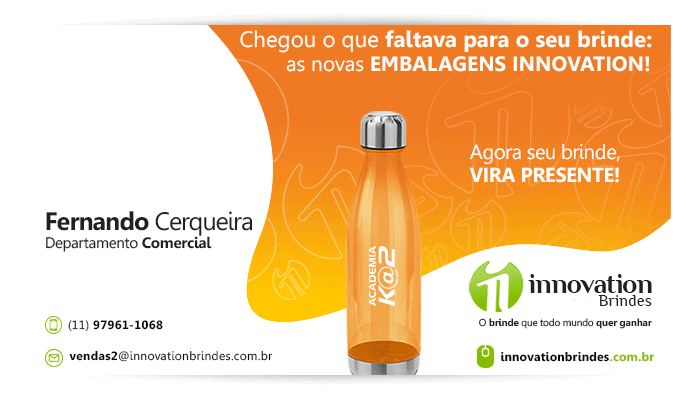 Chegou o que faltava para o seu brinde:
as novas EMBALAGENS INNOVATION!
Agora seu brinde,
VIRA PRESENTE!
Fernando Cerqueira
Departamento Comercial
(11) 97961-1068
vendas2@innovationbrindes.com.br
ACADEMIA
K@2
innovation
Brindes
O brinde que todo mundo quer ganhar
innovationbrindes.com.br